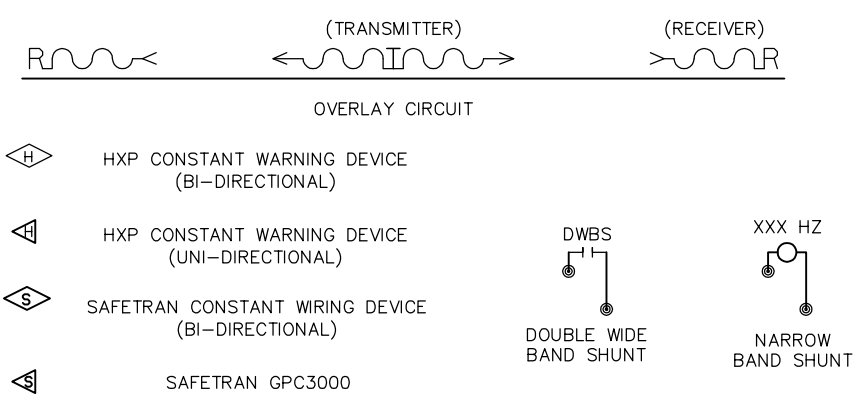 (TRANSMITTER)
(RECEIVER)
R
T
R
OVERLAY CIRCUIT
H
HXP CONSTANT WARNING DEVICE
(BI-DIRECTIONAL)
H
HXP CONSTANT WARNING DEVICE
(UNI-DIRECTIONAL)
S
SAFETRAN CONSTANT WIRING DEVICE
(BI-DIRECTIONAL)
S
SAFETRAN GPC3000
DWBS
DOUBLE WIDE
BAND SHUNT
XXX HZ
NARROW
BAND SHUNT